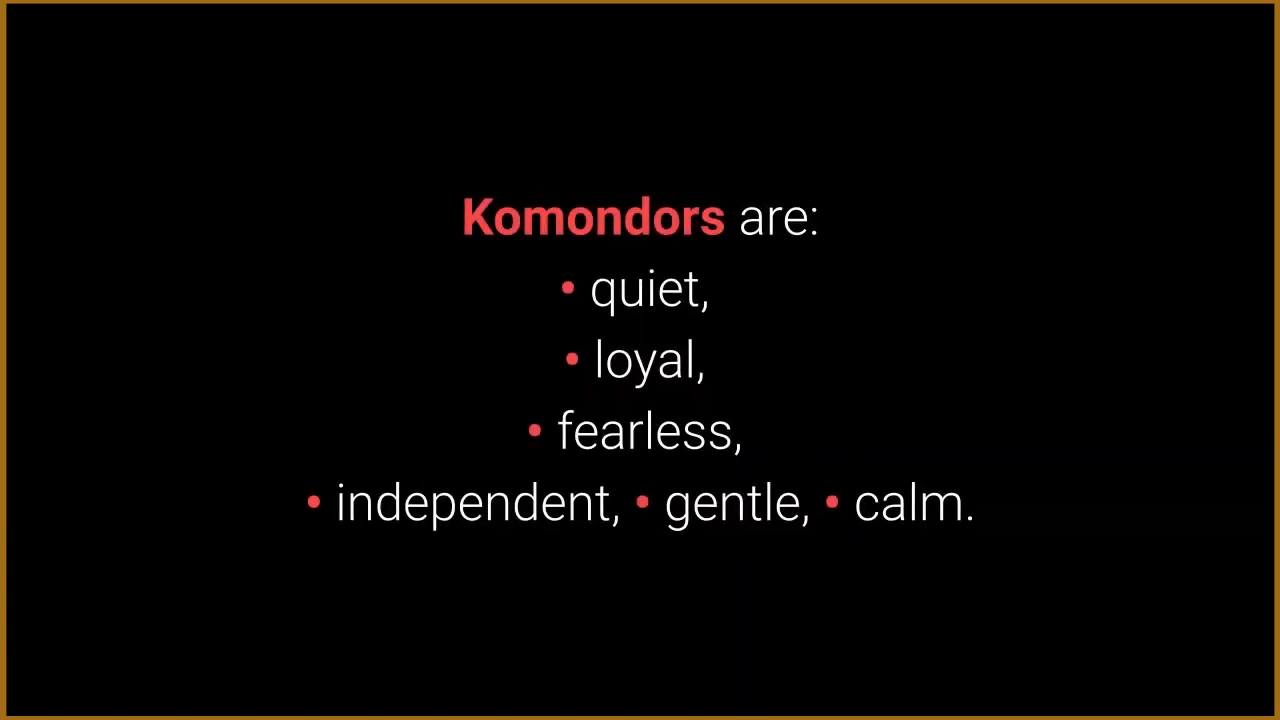 Komondors are:
• quiet,
• loyal,
• fearless,
• independent, • gentle, • calm.